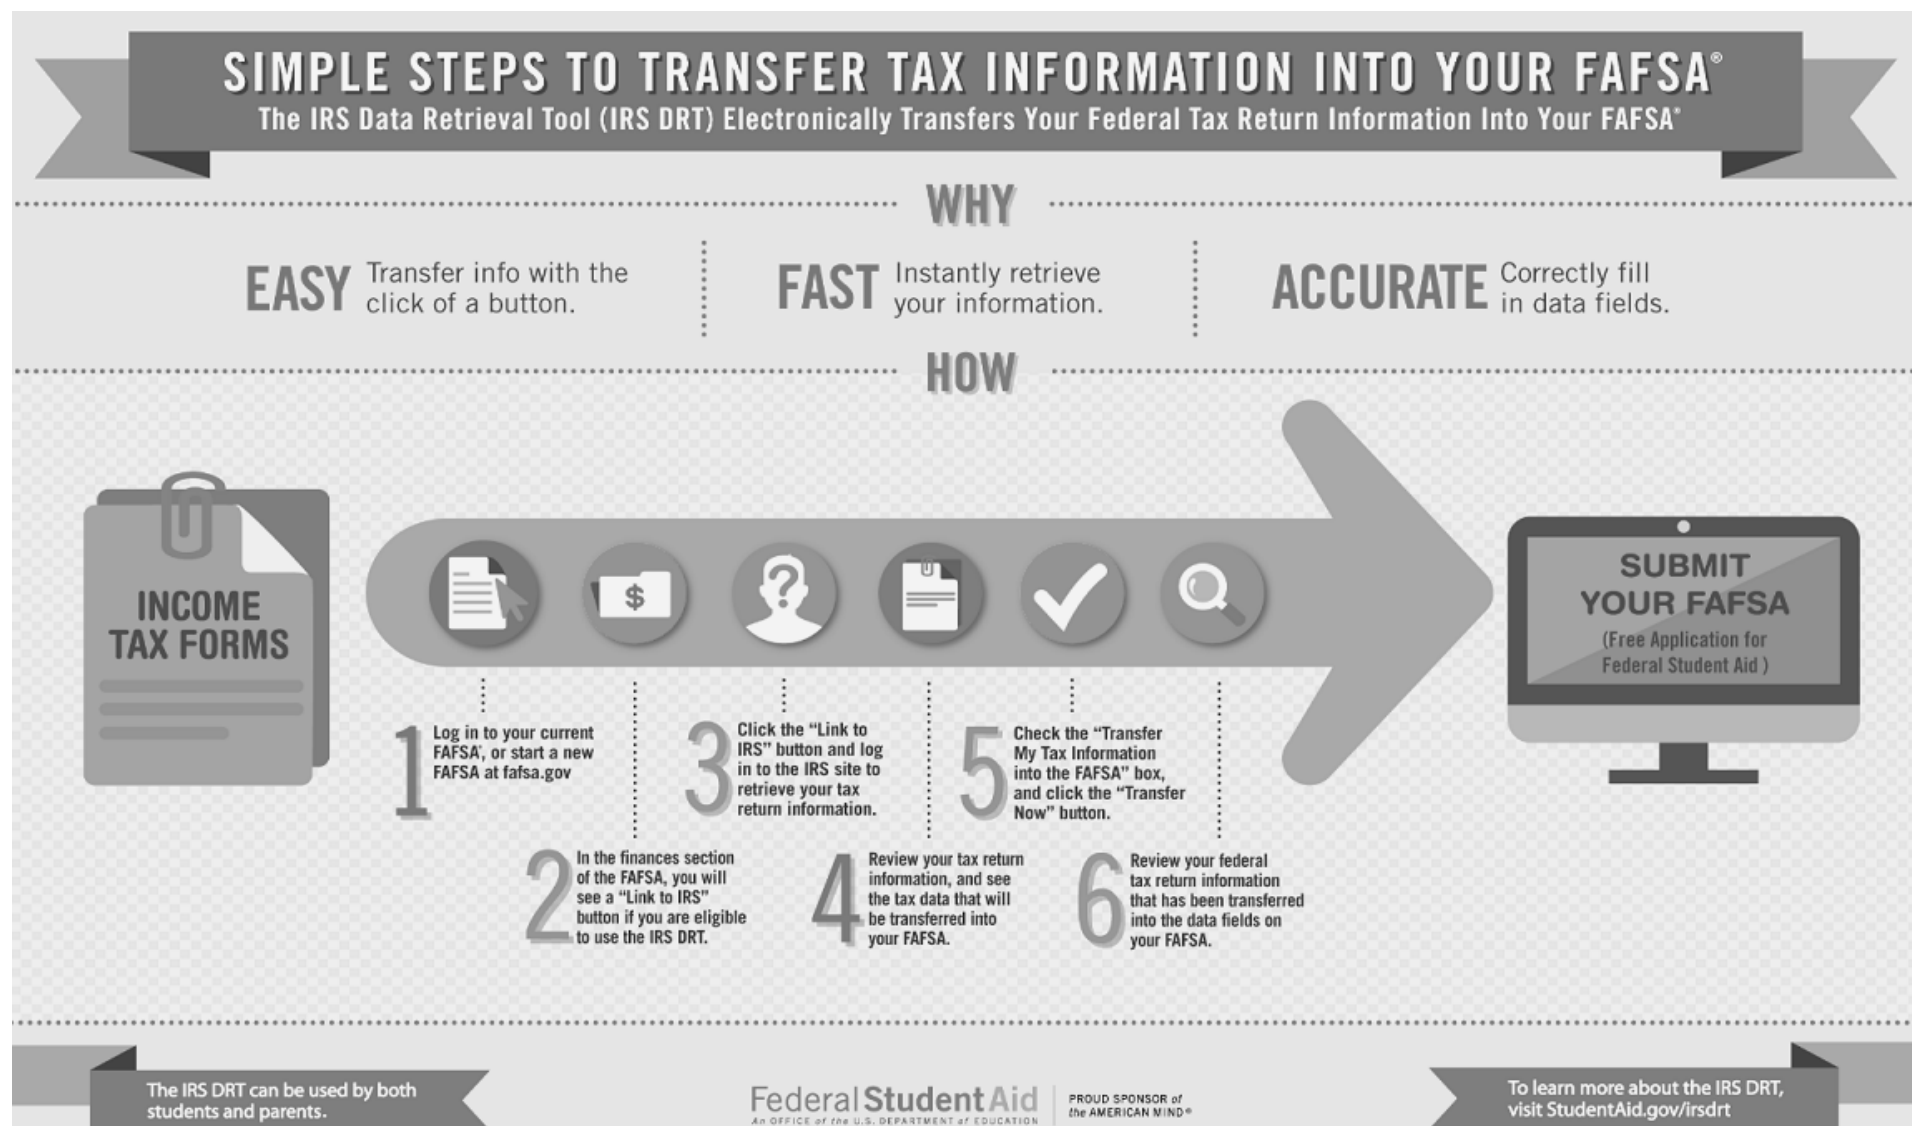 SIMPLE STEPS TO TRANSFER TAX INFORMATION INTO YOUR FAFSA®
The IRS Data Retrieval Tool (IRS DRT) Electronically Transfers Your Federal Tax Return Information Into Your FAFSA®
WHY
EASY
Transfer info with the
click of a button.
FAST
Instantly retrieve
your information.
ACCURATE
Correctly fill
in data fields.
HOW
INCOME
TAX FORMS
$
?
SUBMIT
YOUR FAFSA
(Free Application for
Federal Student Aid )
1
Log in to your current
FAFSA®, or start a new
FAFSA at fafsa.gov
2
In the finances section
of the FAFSA, you will
see a “Link to IRS”
button if you are eligible
to use the IRS DRT.
3
Click the “Link to
IRS” button and log
in to the IRS site to
retrieve your tax
return information.
4
Review your tax return
information, and see
the tax data that will
be transferred into
your FAFSA.
5
Check the “Transfer
My Tax Information
into the FAFSA” box,
and click the “Transfer
Now” button.
6
Review your federal
tax return information
that has been transferred
into the data fields on
your FAFSA.
The IRS DRT can be used by both
students and parents.
Federal Student Aid
An OFFICE of the U.S. DEPARTMENT of EDUCATION
PROUD SPONSOR of
the AMERICAN MIND®
To learn more about the IRS DRT,
visit StudentAid.gov/irsdrt